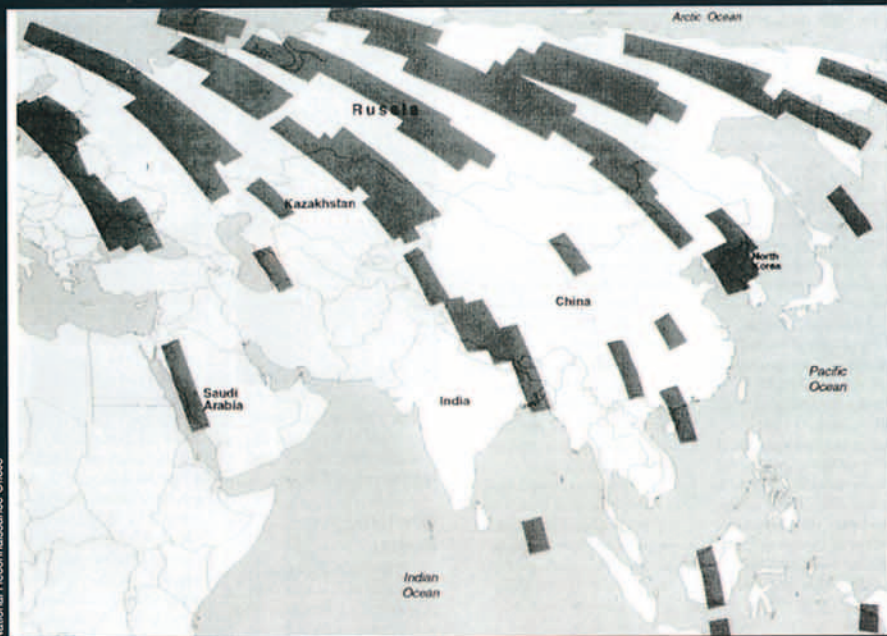 Arctic Ocean
Russia
Kazakhstan
North
Korea
China
Saudi
Arabia
India
Pacific
Ocean
Indian
Ocean